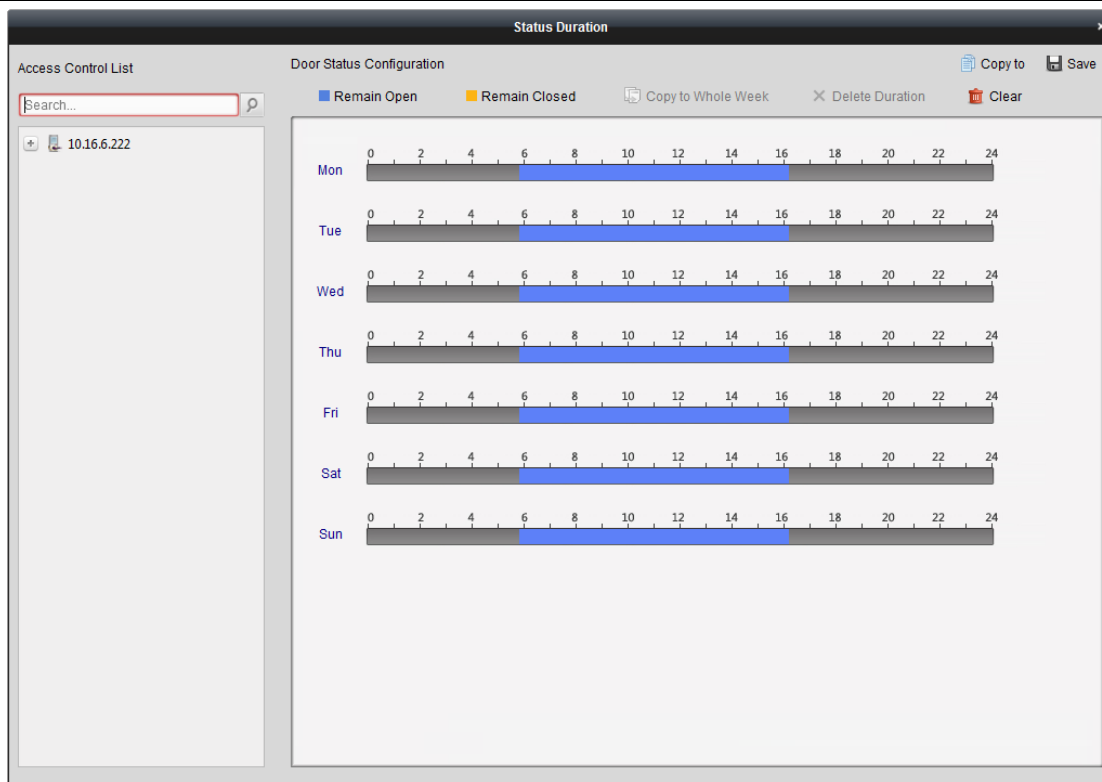 Status Duration
Access Control List
Door Status Configuration
Copy to
Save
Search...
Remain Open
Remain Closed
Copy to Whole Week
Delete Duration
Clear
10.16.6.222
0 2 4 6 8 10 12 14 16 18 20 22 24
Mon
0 2 4 6 8 10 12 14 16 18 20 22 24
Tue
0 2 4 6 8 10 12 14 16 18 20 22 24
Wed
0 2 4 6 8 10 12 14 16 18 20 22 24
Thu
0 2 4 6 8 10 12 14 16 18 20 22 24
Fri
0 2 4 6 8 10 12 14 16 18 20 22 24
Sat
0 2 4 6 8 10 12 14 16 18 20 22 24
Sun